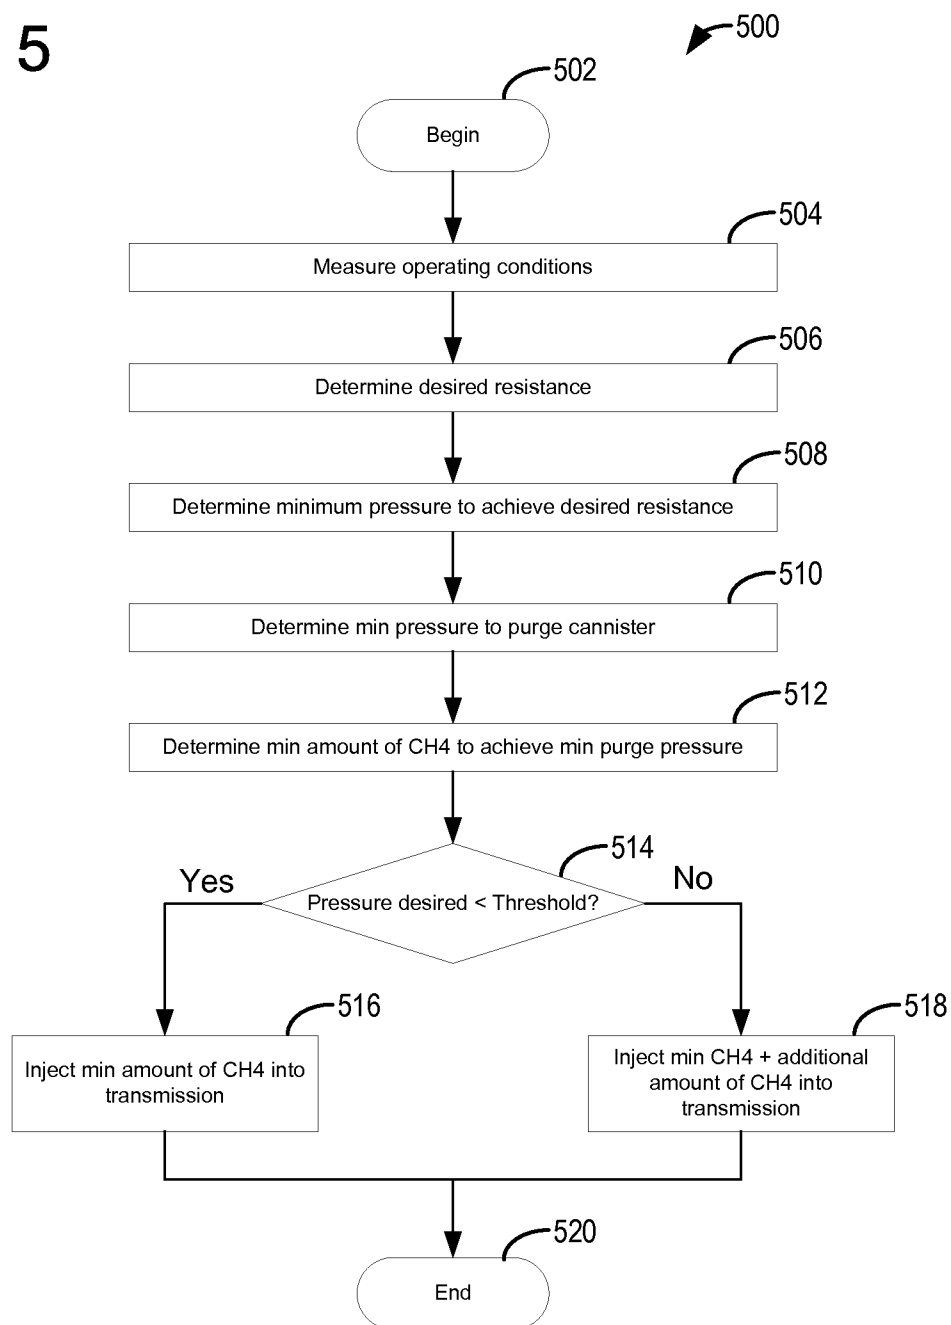 5
500
502
Begin
504
Measure operating conditions
506
Determine desired resistance
508
Determine minimum pressure to achieve desired resistance
510
Determine min pressure to purge cannister
512
Determine min amount of CH4 to achieve min purge pressure
514
Yes
Pressure desired < Threshold?
No
516
Inject min amount of CH4 into
transmission
518
Inject min CH4 + additional
amount of CH4 into
transmission
520
End